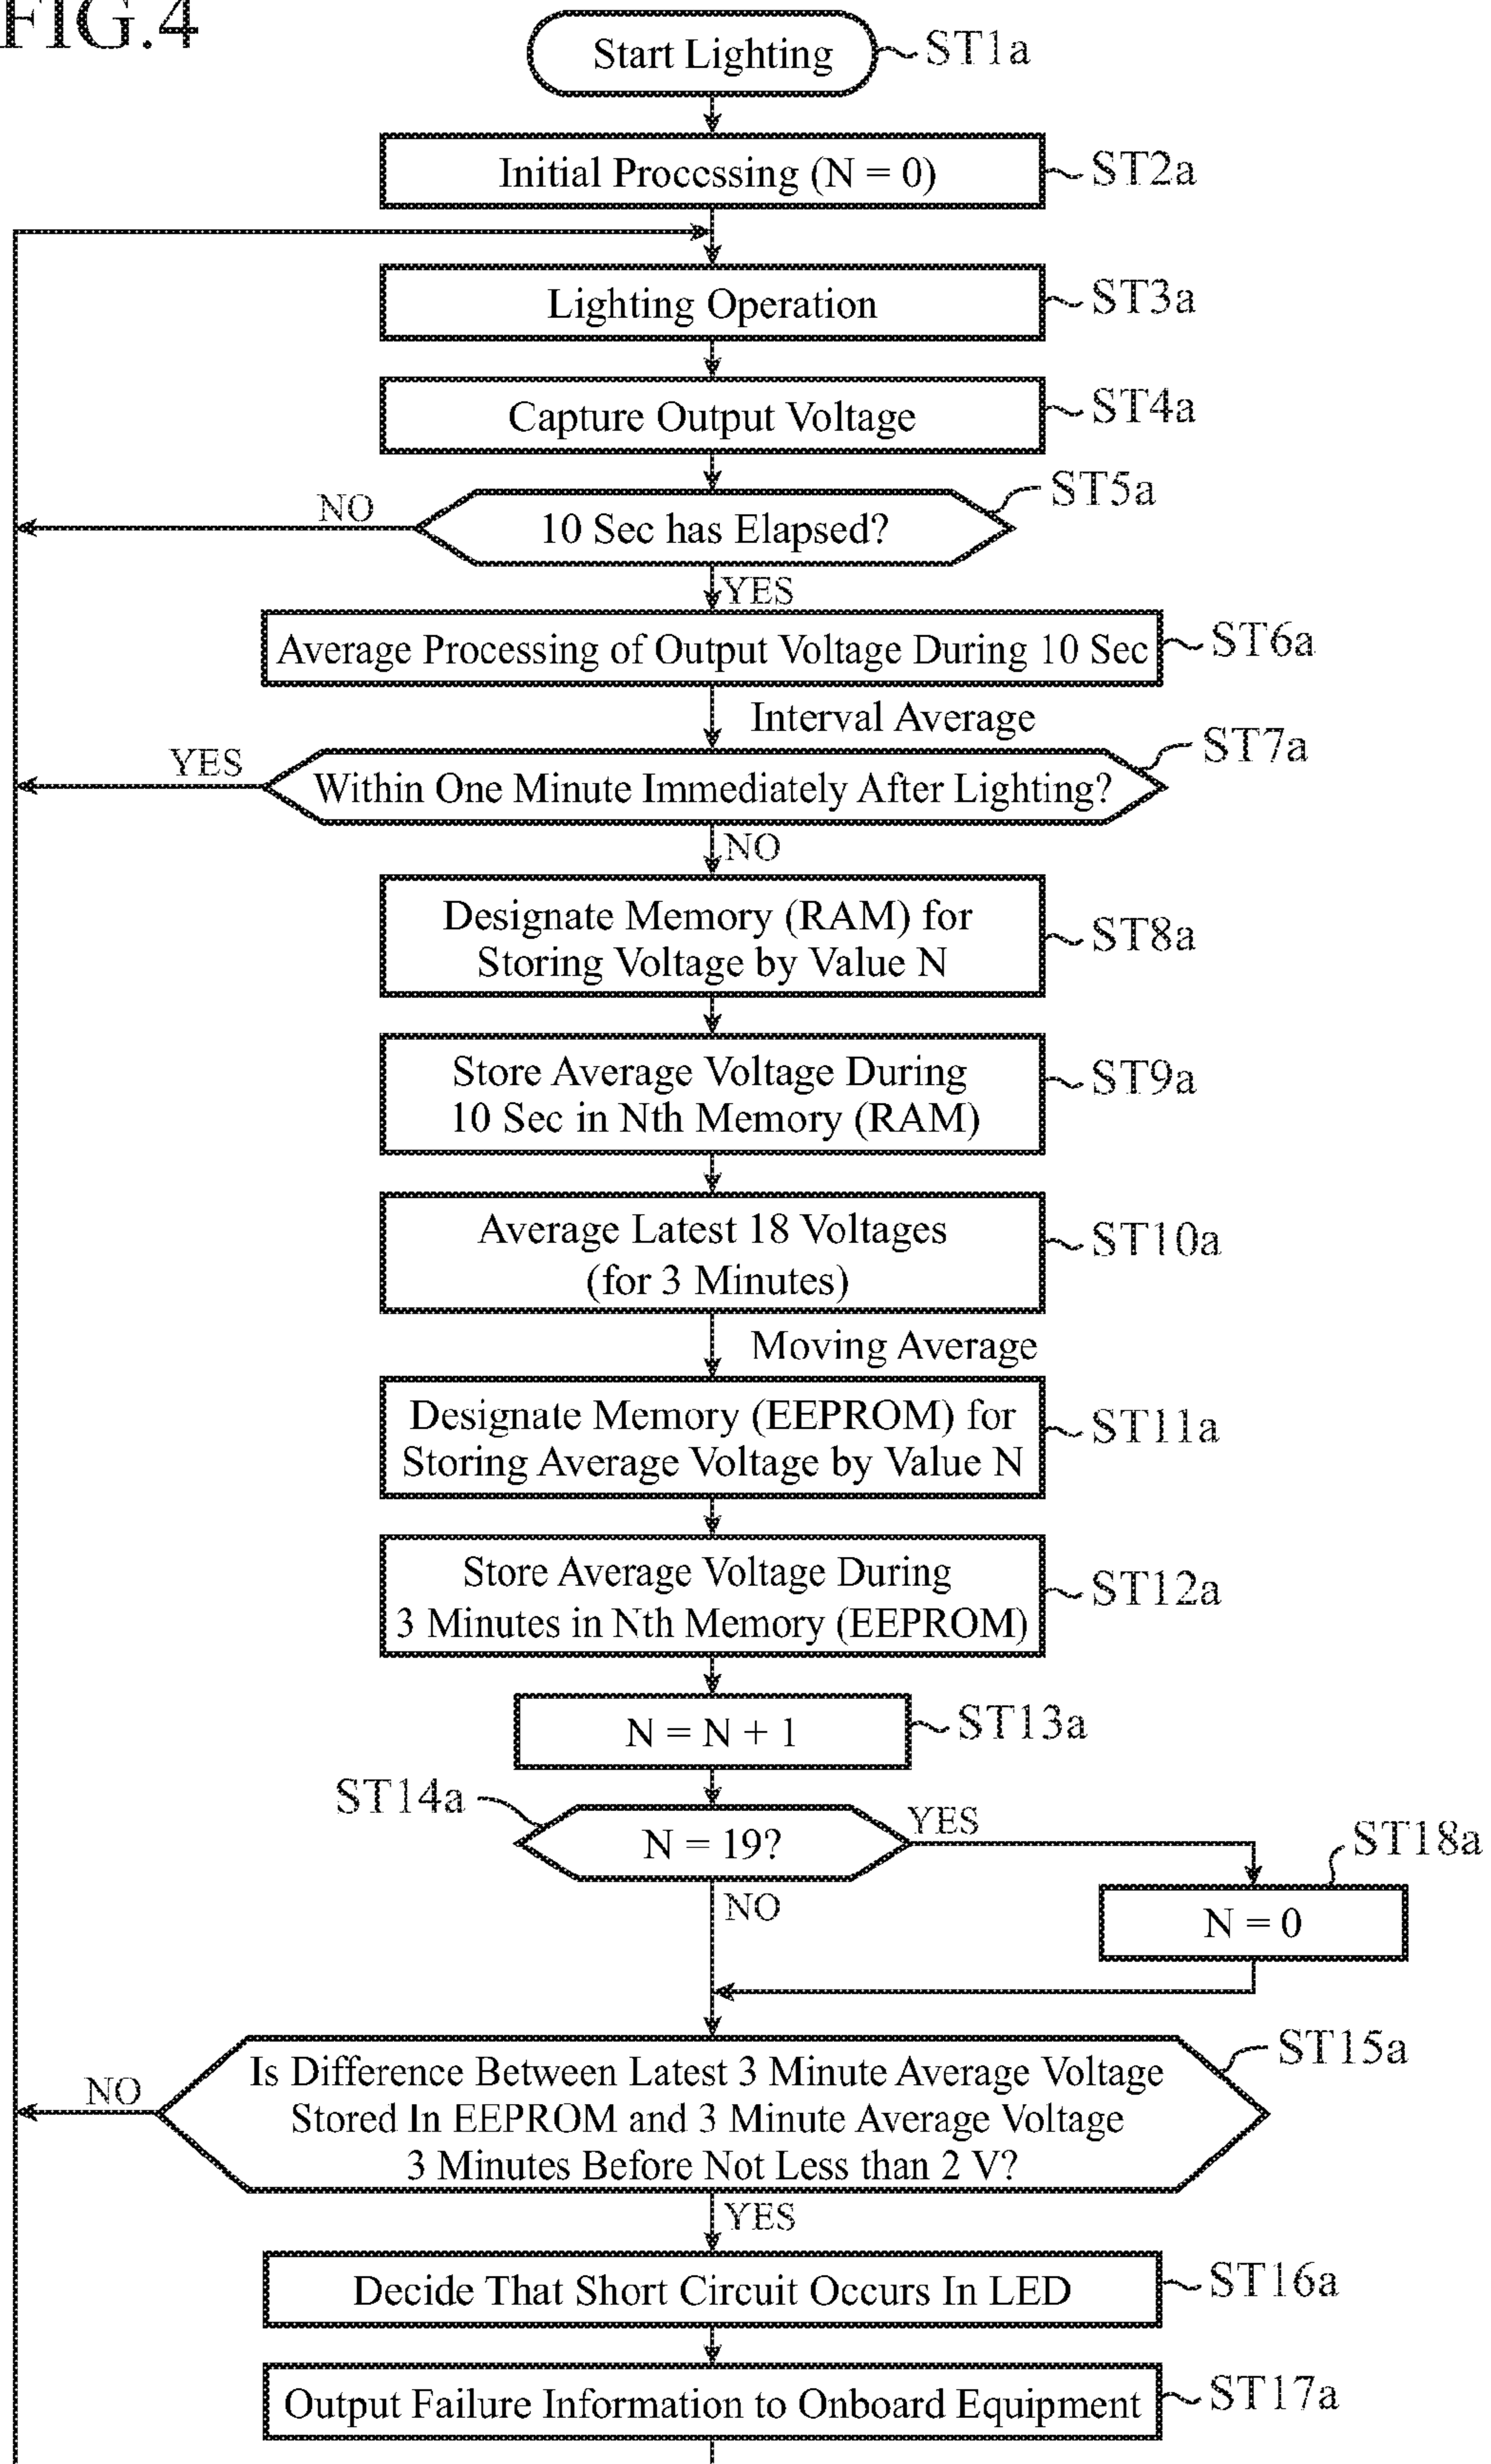 FIG.4
Start Lighting
ST1a
Initial Processing (N = 0)
ST2a
Lighting Operation
ST3a
Capture Output Voltage
ST4a
ST5a
NO
10 Sec has Elapsed?
YES
Average Processing of Output Voltage During 10 Sec
ST6a
Interval Average
ST7a
YES
Within One Minute Immediately After Lighting?
NO
Designate Memory (RAM) for
Storing Voltage by Value N
ST8a
Store Average Voltage During
10 Sec in Nth Memory (RAM)
ST9a
Average Latest 18 Voltages
(for 3 Minutes)
ST10a
Moving Average
Designate Memory (EEPROM) for
Storing Average Voltage by Value N
ST11a
Store Average Voltage During
3 Minutes in Nth Memory (EEPROM)
ST12a
N = N + 1
ST13a
ST14a
N = 19?
YES
ST18a
NO
N = 0
ST15a
NO
Is Difference Between Latest 3 Minute Average Voltage
Stored In EEPROM and 3 Minute Average Voltage
3 Minutes Before Not Less than 2 V?
YES
Decide That Short Circuit Occurs In LED
ST16a
Output Failure Information to Onboard Equipment
ST17a